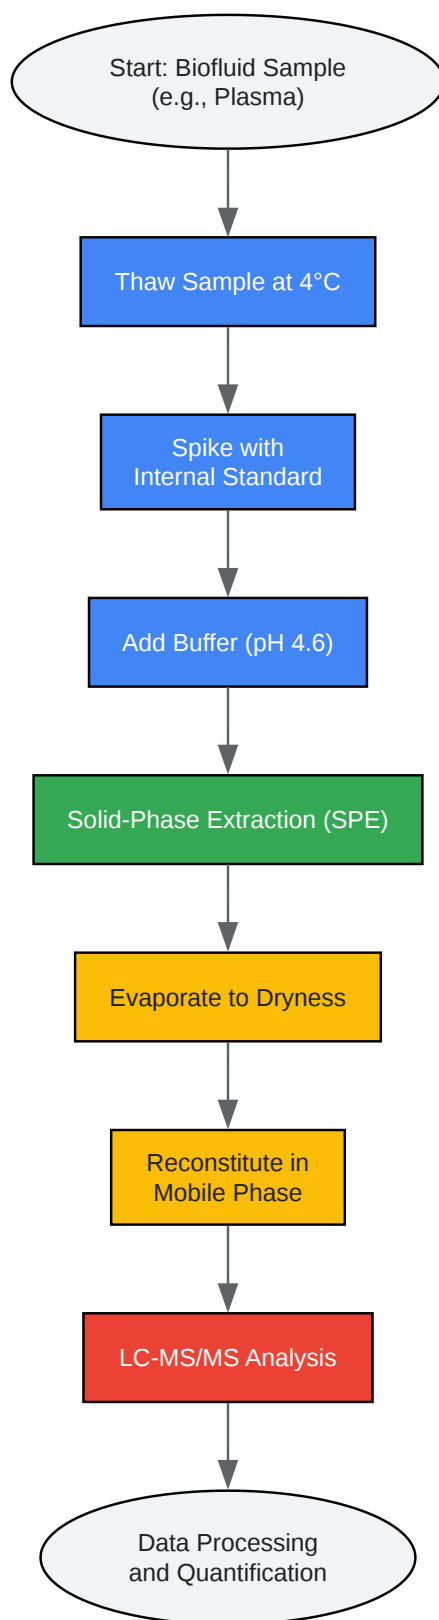 Start: Biofluid Sample
(e.g., Plasma)
Thaw Sample at 4°C
Spike with
Internal Standard
Add Buffer (pH 4.6)
Solid-Phase Extraction (SPE)
Evaporate to Dryness
Reconstitute in
Mobile Phase
LC-MS/MS Analysis
Data Processing
and Quantification